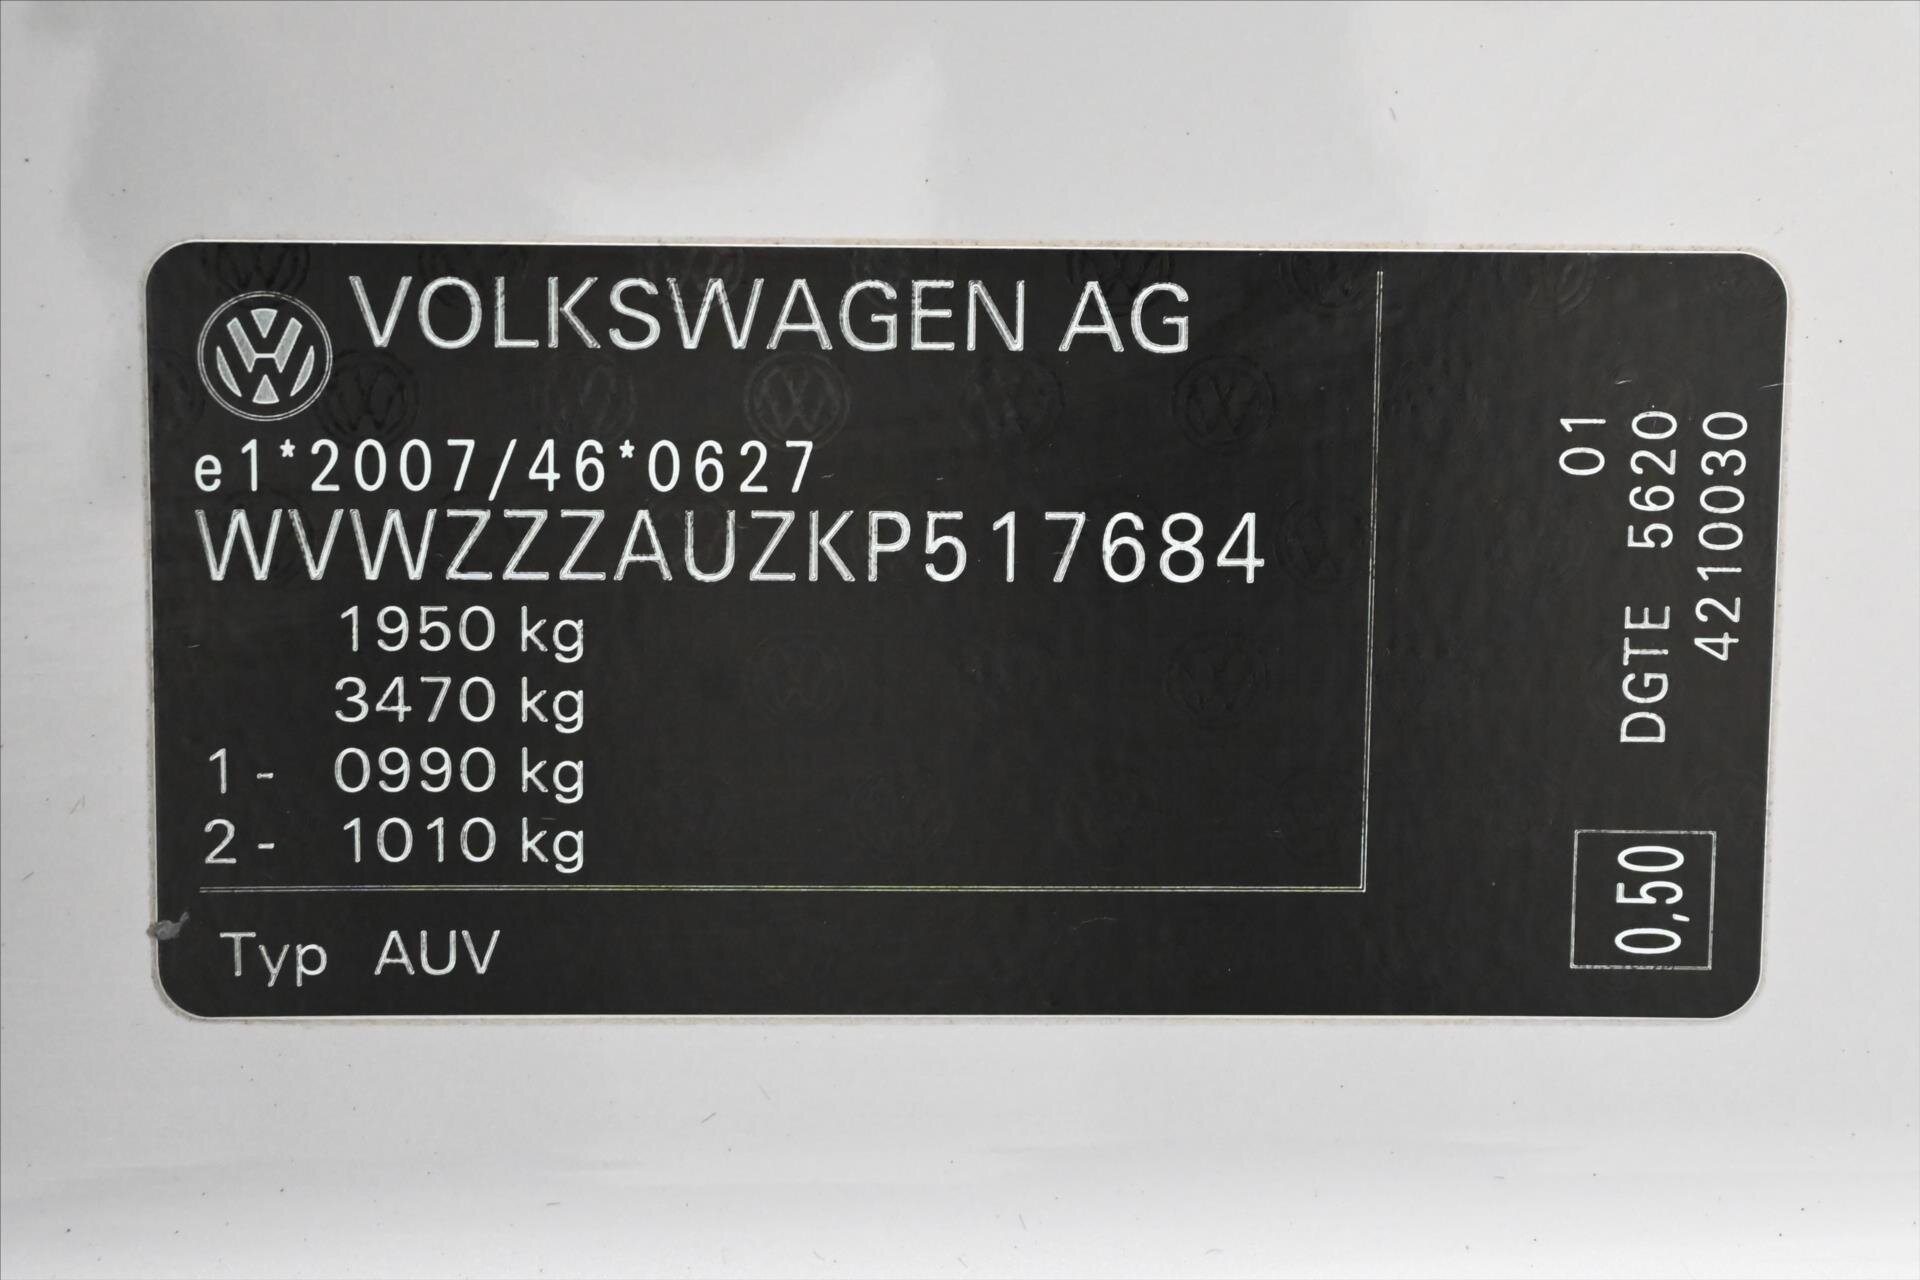 VOLKSWAGEN AG
e1*2007/46*0627
WVWZZZAUZKP517684
1950 kg
3470 kg
1- 0990 kg
2- 1010 kg
Typ AUV
01
DGTE 5620
4210030
0,50